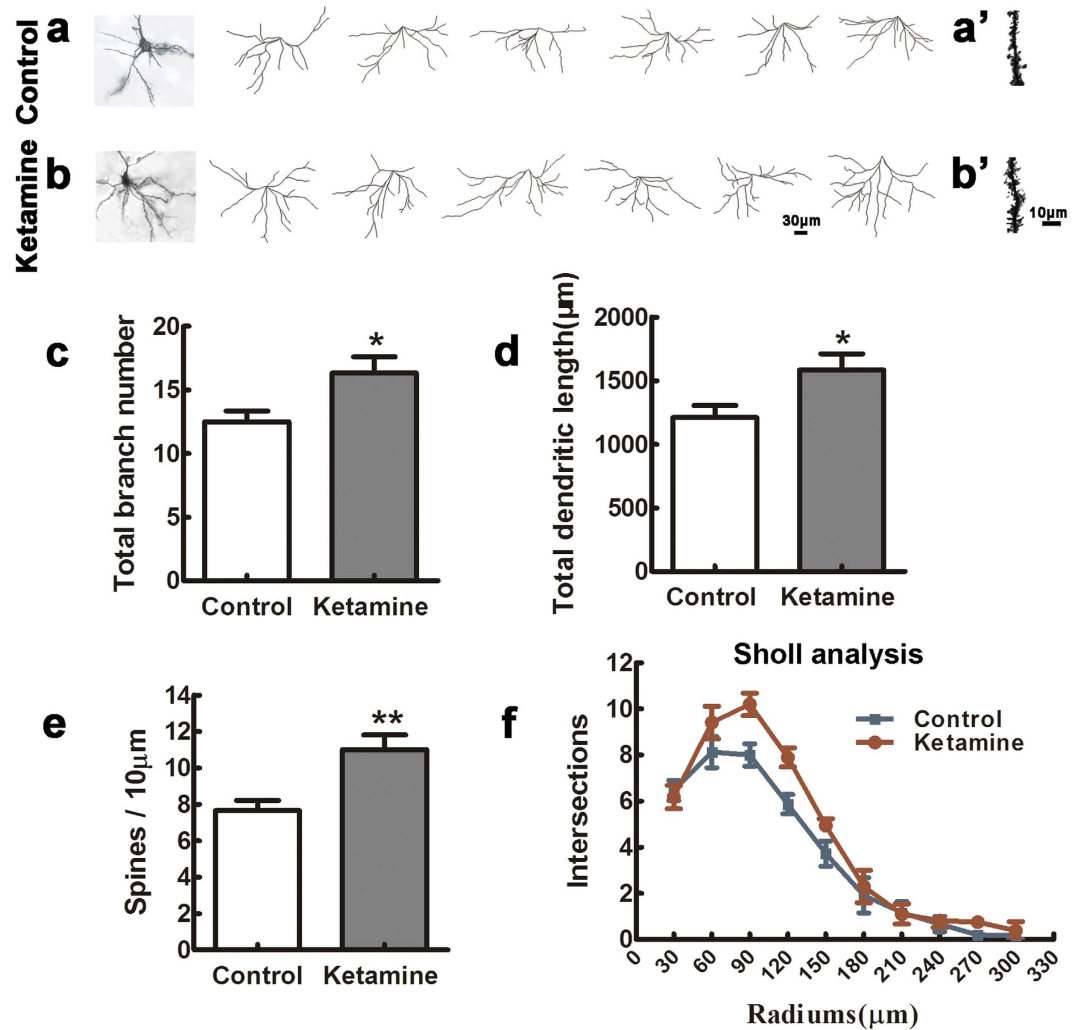 a
Control
a'
b
Ketamine
b'
30µm
10µm
c
Total branch number
20
15
10
5
0
*
Control Ketamine
d
Total dendritic length(µm)
2000
1500
1000
500
0
*
Control Ketamine
e
Spines / 10µm
14
12
10
8
6
4
2
0
**
Control Ketamine
f
Sholl analysis
Intersections
12
10
8
6
4
2
0
Control
Ketamine
0 30 60 90 120 150 180 210 240 270 300 330
Radiums(µm)